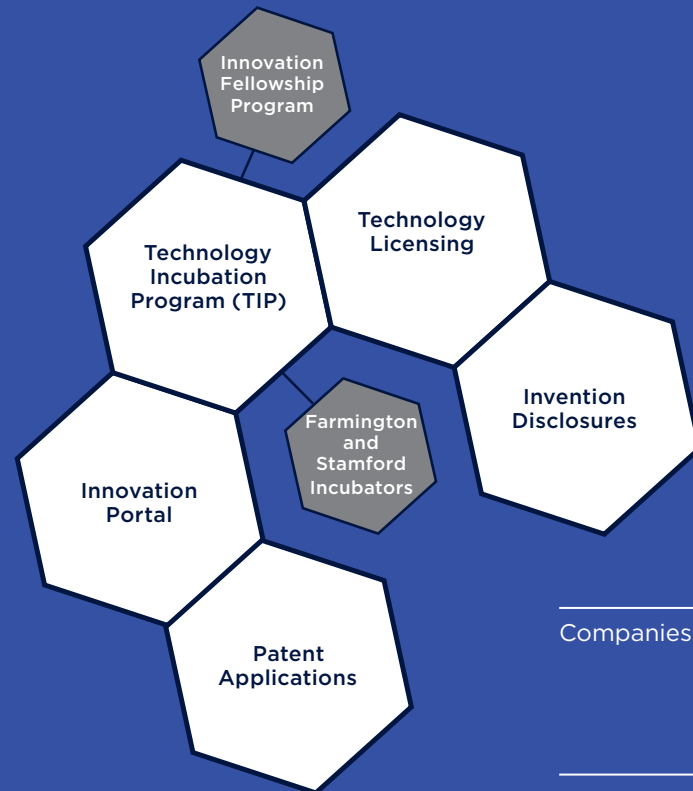 Innovation
Fellowship
Program
Technology
Licensing
Technology
Incubation
Program (TIP)
Invention
Disclosures
Farmington
and
Stamford
Incubators
Innovation
Portal
Companies
Patent
Applications